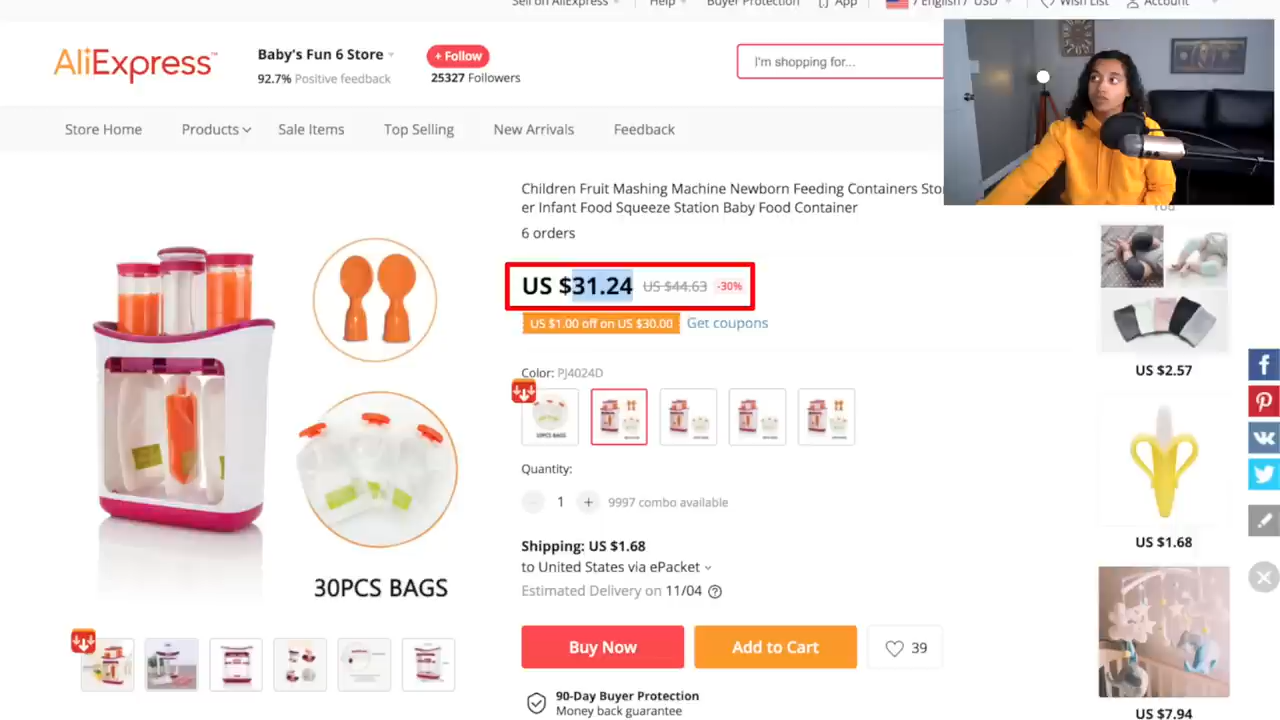 Sell on AliExpress
Help
Buyer Protection
App
/ English / USD
Wish List
Account
AliExpress™
Baby's Fun 6 Store
92.7% Positive feedback
+ Follow
25327 Followers
I'm shopping for...
Store Home
Products
Sale Items
Top Selling
New Arrivals
Feedback
Children Fruit Mashing Machine Newborn Feeding Containers Sto
er Infant Food Squeeze Station Baby Food Container
6 orders
US $31.24 US $44.63 -30%
US $1.00 off on US $30.00 Get coupons
Color: PJ4024D
10PCS BAGS
Quantity:
1 + 9997 combo available
Shipping: US $1.68
to United States via ePacket
Estimated Delivery on 11/04
Buy Now
Add to Cart
39
90-Day Buyer Protection
Money back guarantee
30PCS BAGS
You
US $2.57
US $1.68
US $7.94